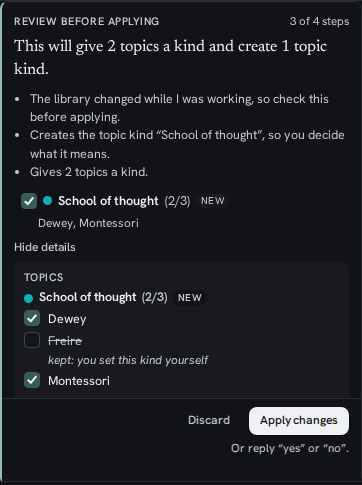 REVIEW BEFORE APPLYING 3 of 4 steps
This will give 2 topics a kind and create 1 topic
kind.
• The library changed while I was working, so check this
before applying.
• Creates the topic kind “School of thought”, so you decide
what it means.
• Gives 2 topics a kind.
School of thought (2/3) NEW
Dewey, Montessori
Hide details
TOPICS
School of thought (2/3) NEW
Dewey
Freire
kept: you set this kind yourself
Montessori
Discard Apply changes
Or reply “yes” or “no”.